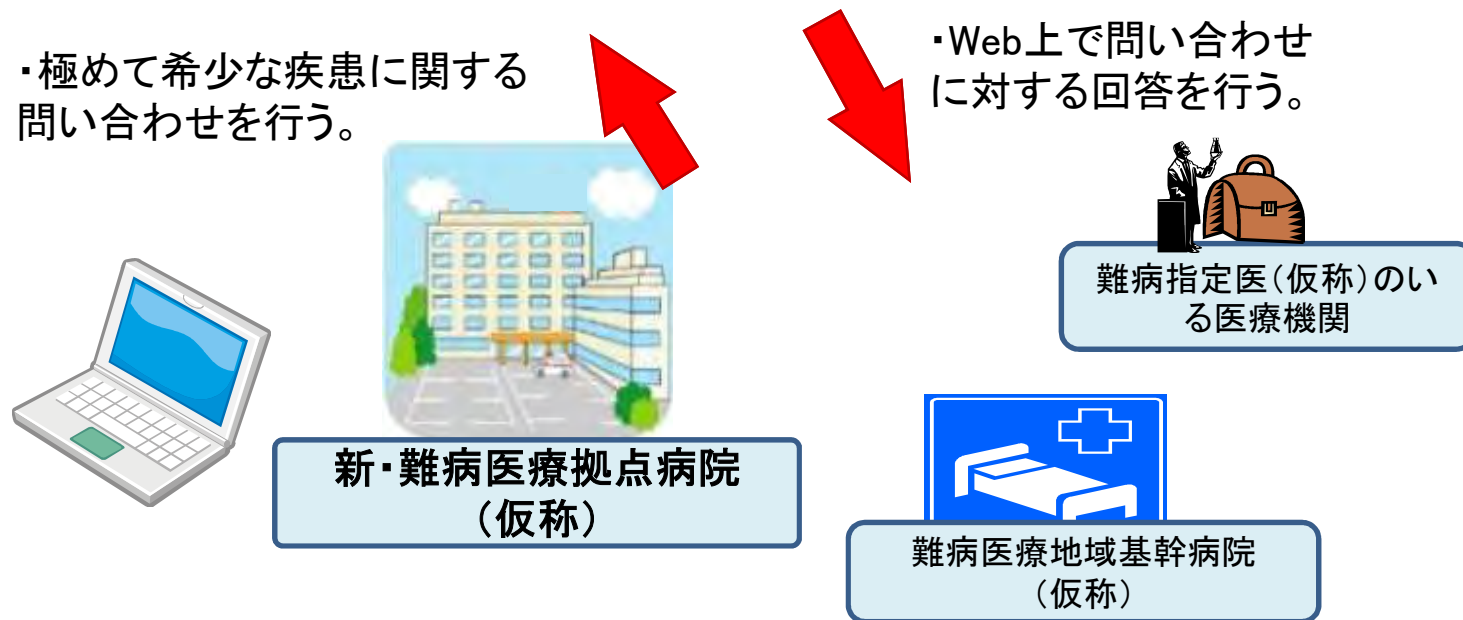 ・極めて希少な疾患に関する
問い合わせを行う。
・Web上で問い合わせ
に対する回答を行う。
難病指定医(仮称)のい
る医療機関
新・難病医療拠点病院
(仮称)
難病医療地域基幹病院
(仮称)